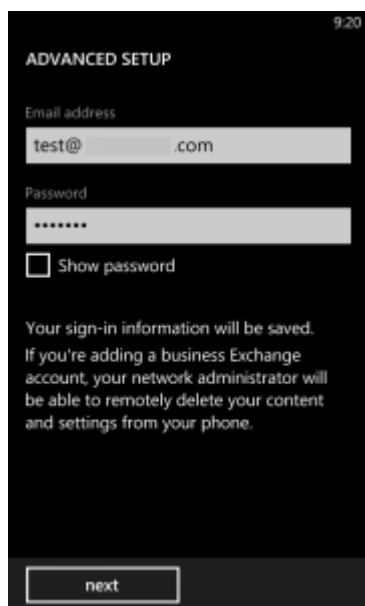 9:20
ADVANCED SETUP
Email address
test@ .com
Password
•••••••
Show password
Your sign-in information will be saved.
If you're adding a business Exchange
account, your network administrator will
be able to remotely delete your content
and settings from your phone.
next